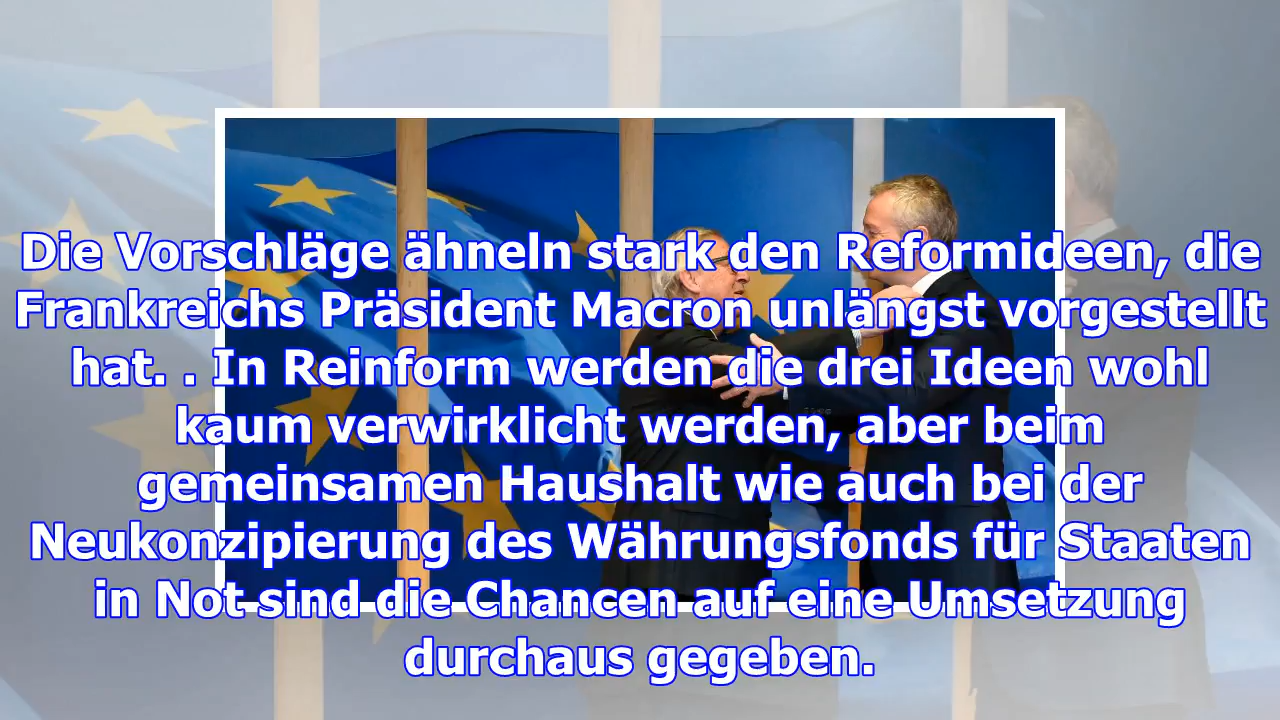 Die Vorschläge ähneln stark den Reformideen, die
Frankreichs Präsident Macron unlängst vorgestellt
hat. . In Reinform werden die drei Ideen wohl
kaum verwirklicht werden, aber beim
gemeinsamen Haushalt wie auch bei der
Neukonzipierung des Währungsfonds für Staaten
in Not sind die Chancen auf eine Umsetzung
durchaus gegeben.